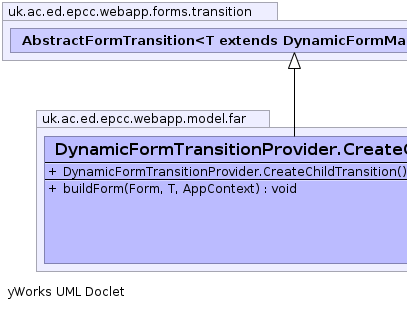 uk.ac.ed.epcc.webapp.forms.transition
AbstractFormTransition<T extends DynamicFormMa
uk.ac.ed.epcc.webapp.model.far
DynamicFormTransitionProvider.CreateC
+ DynamicFormTransitionProvider.CreateChildTransition()
+ buildForm(Form, T, AppContext) : void
yWorks UML Doclet